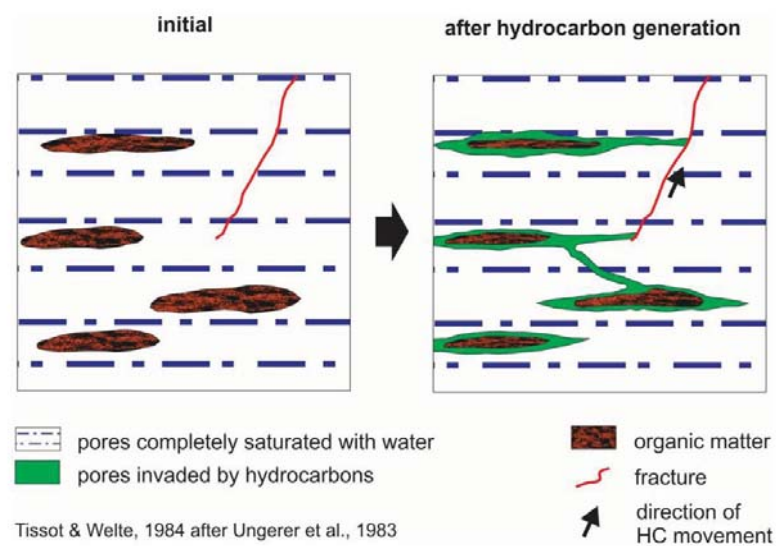 initial
after hydrocarbon generation
pores completely saturated with water
pores invaded by hydrocarbons
organic matter
fracture
direction of
HC movement
Tissot & Welte, 1984 after Ungerer et al., 1983